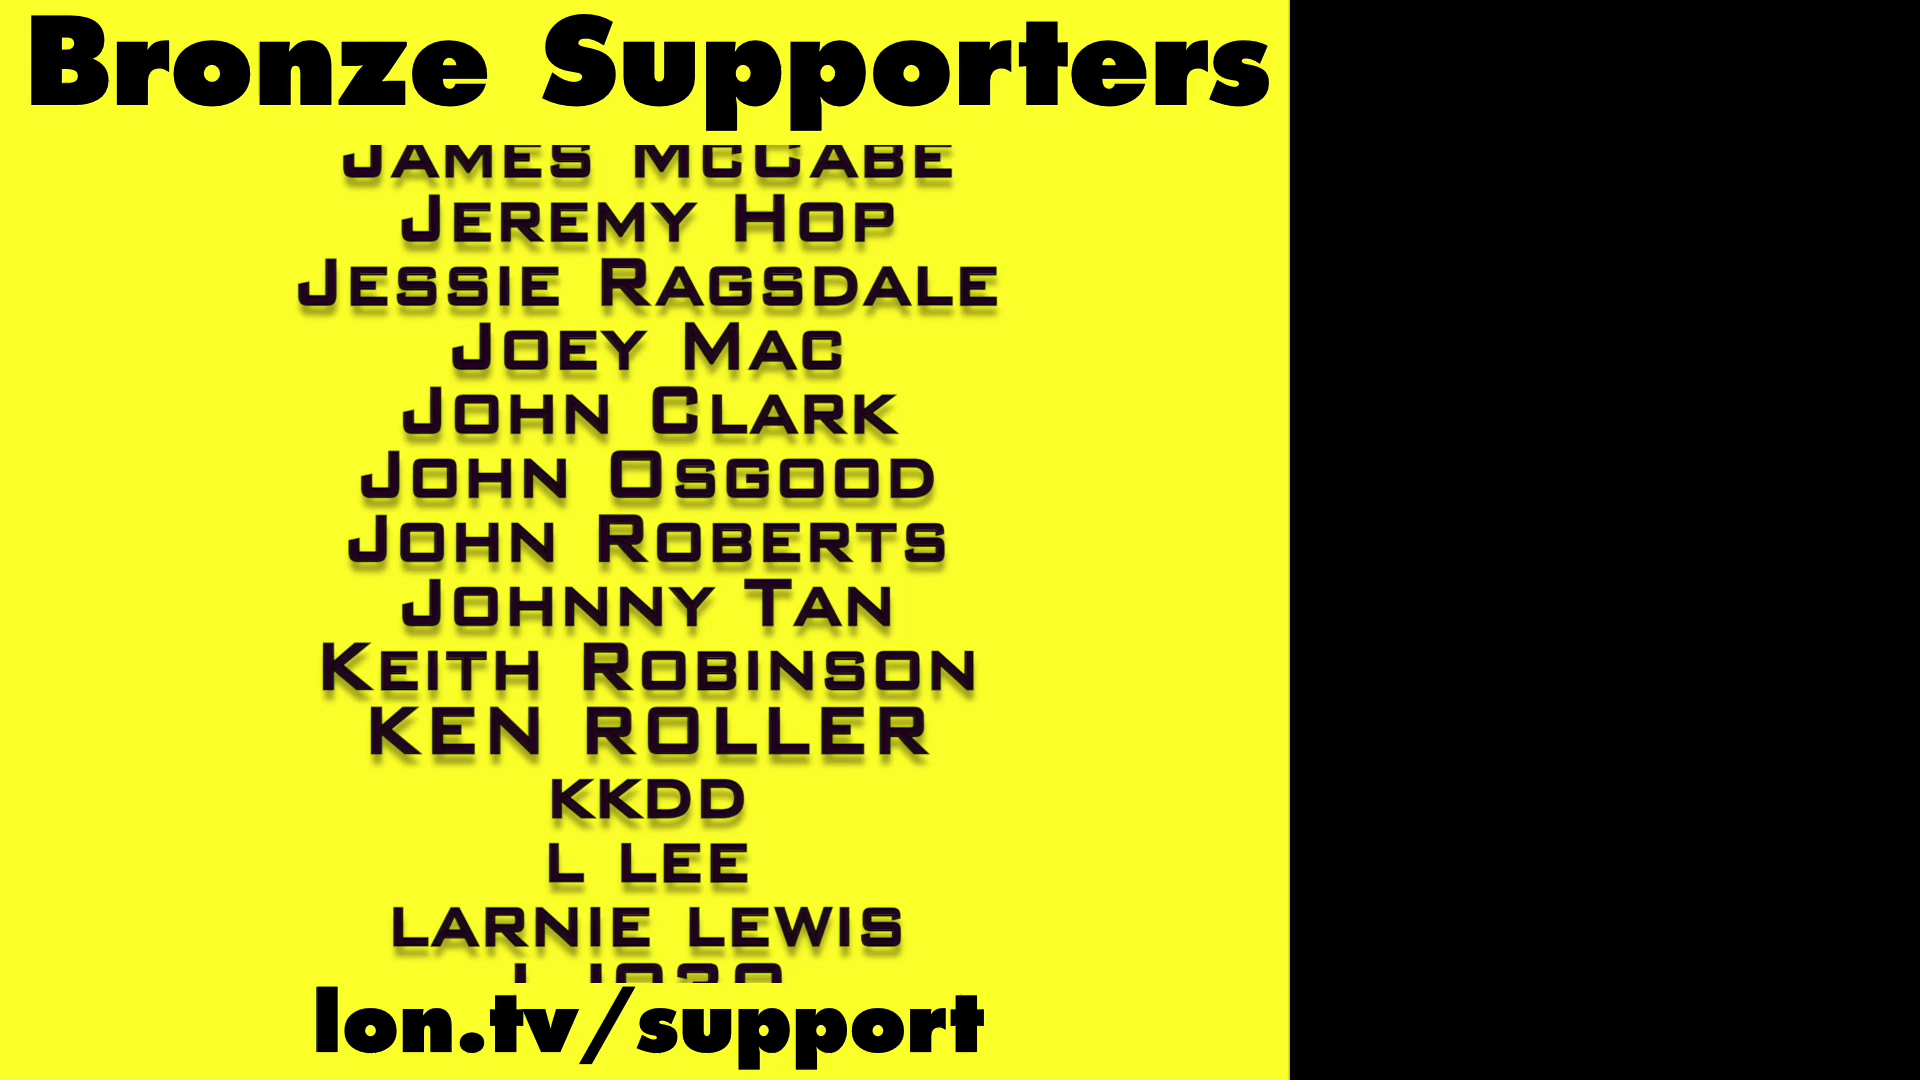 Bronze Supporters
James McCabe
Jeremy Hop
Jessie Ragsdale
Joey Mac
John Clark
John Osgood
John Roberts
Johnny Tan
Keith Robinson
KEN ROLLER
kkdd
l lee
larnie lewis
lon.tv/support